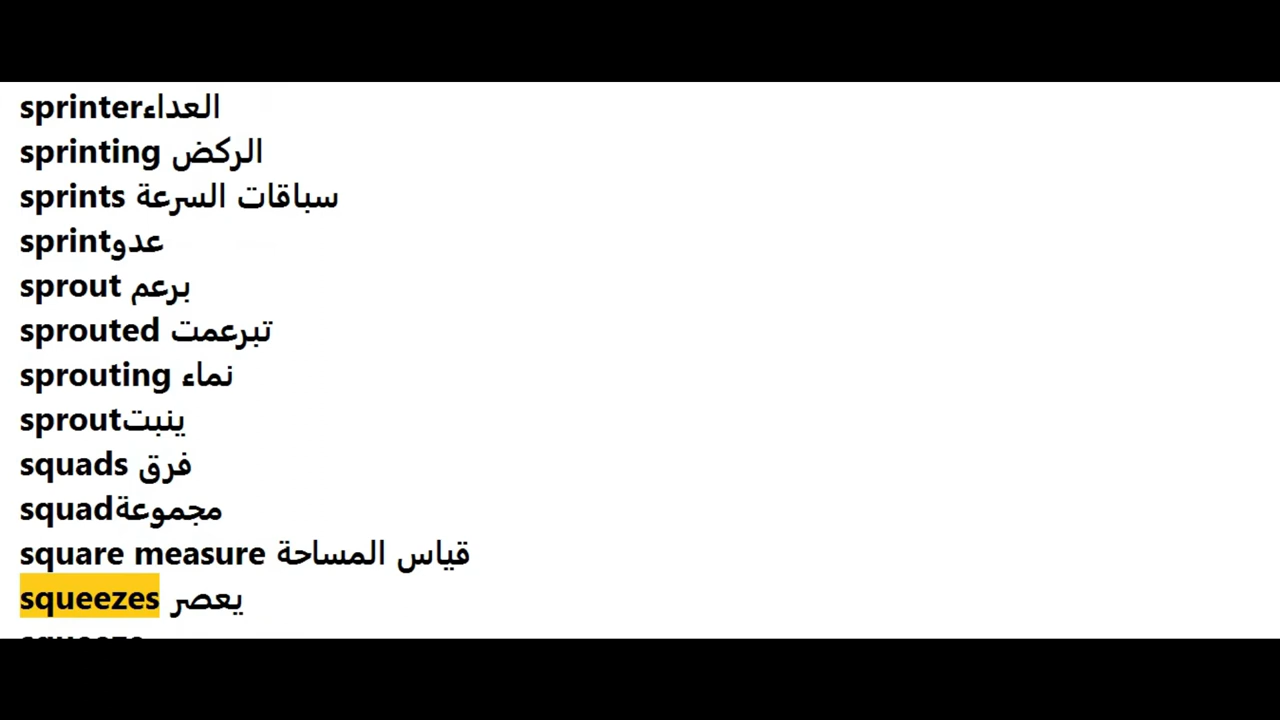 sprinterالعداء
sprinting الركض
sprints سباقات السرعة
sprintعدو
sprout برعم
sprouted تبرعمت
sprouting نماء
sproutينبت
squads فرق
squadمجموعة
square measure قياس المساحة
squeezes يعصر